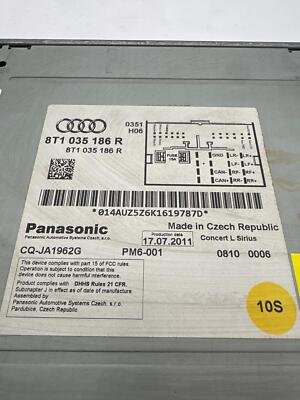 0351
H06
8T1 035 186 R
8T1 035 186 R
FUSE
15A
GND LR- LR+
+ LF- LF+
CAN- RF- RF+
CAN+ RR- RR+
*014AUZ5Z6K1619787D*
Panasonic
Made in Czech Republic
Panasonic Automotive Systems Czech, s.r.o.
Production date
17.07.2011
Concert L Sirius
CQ-JA1962G
PM6-001
0810 0006
This device complies with part 15 of FCC rules.
Operation is subject to the condition that this
device does not cause harmful interference.
Product complies with DHHS Rules 21 CFR.
Subchapter J in effect as of date of manufacture
Assembled by
Panasonic Automotive Systems Czech, s.r.o.
Pardubice, Czech Republic
10S